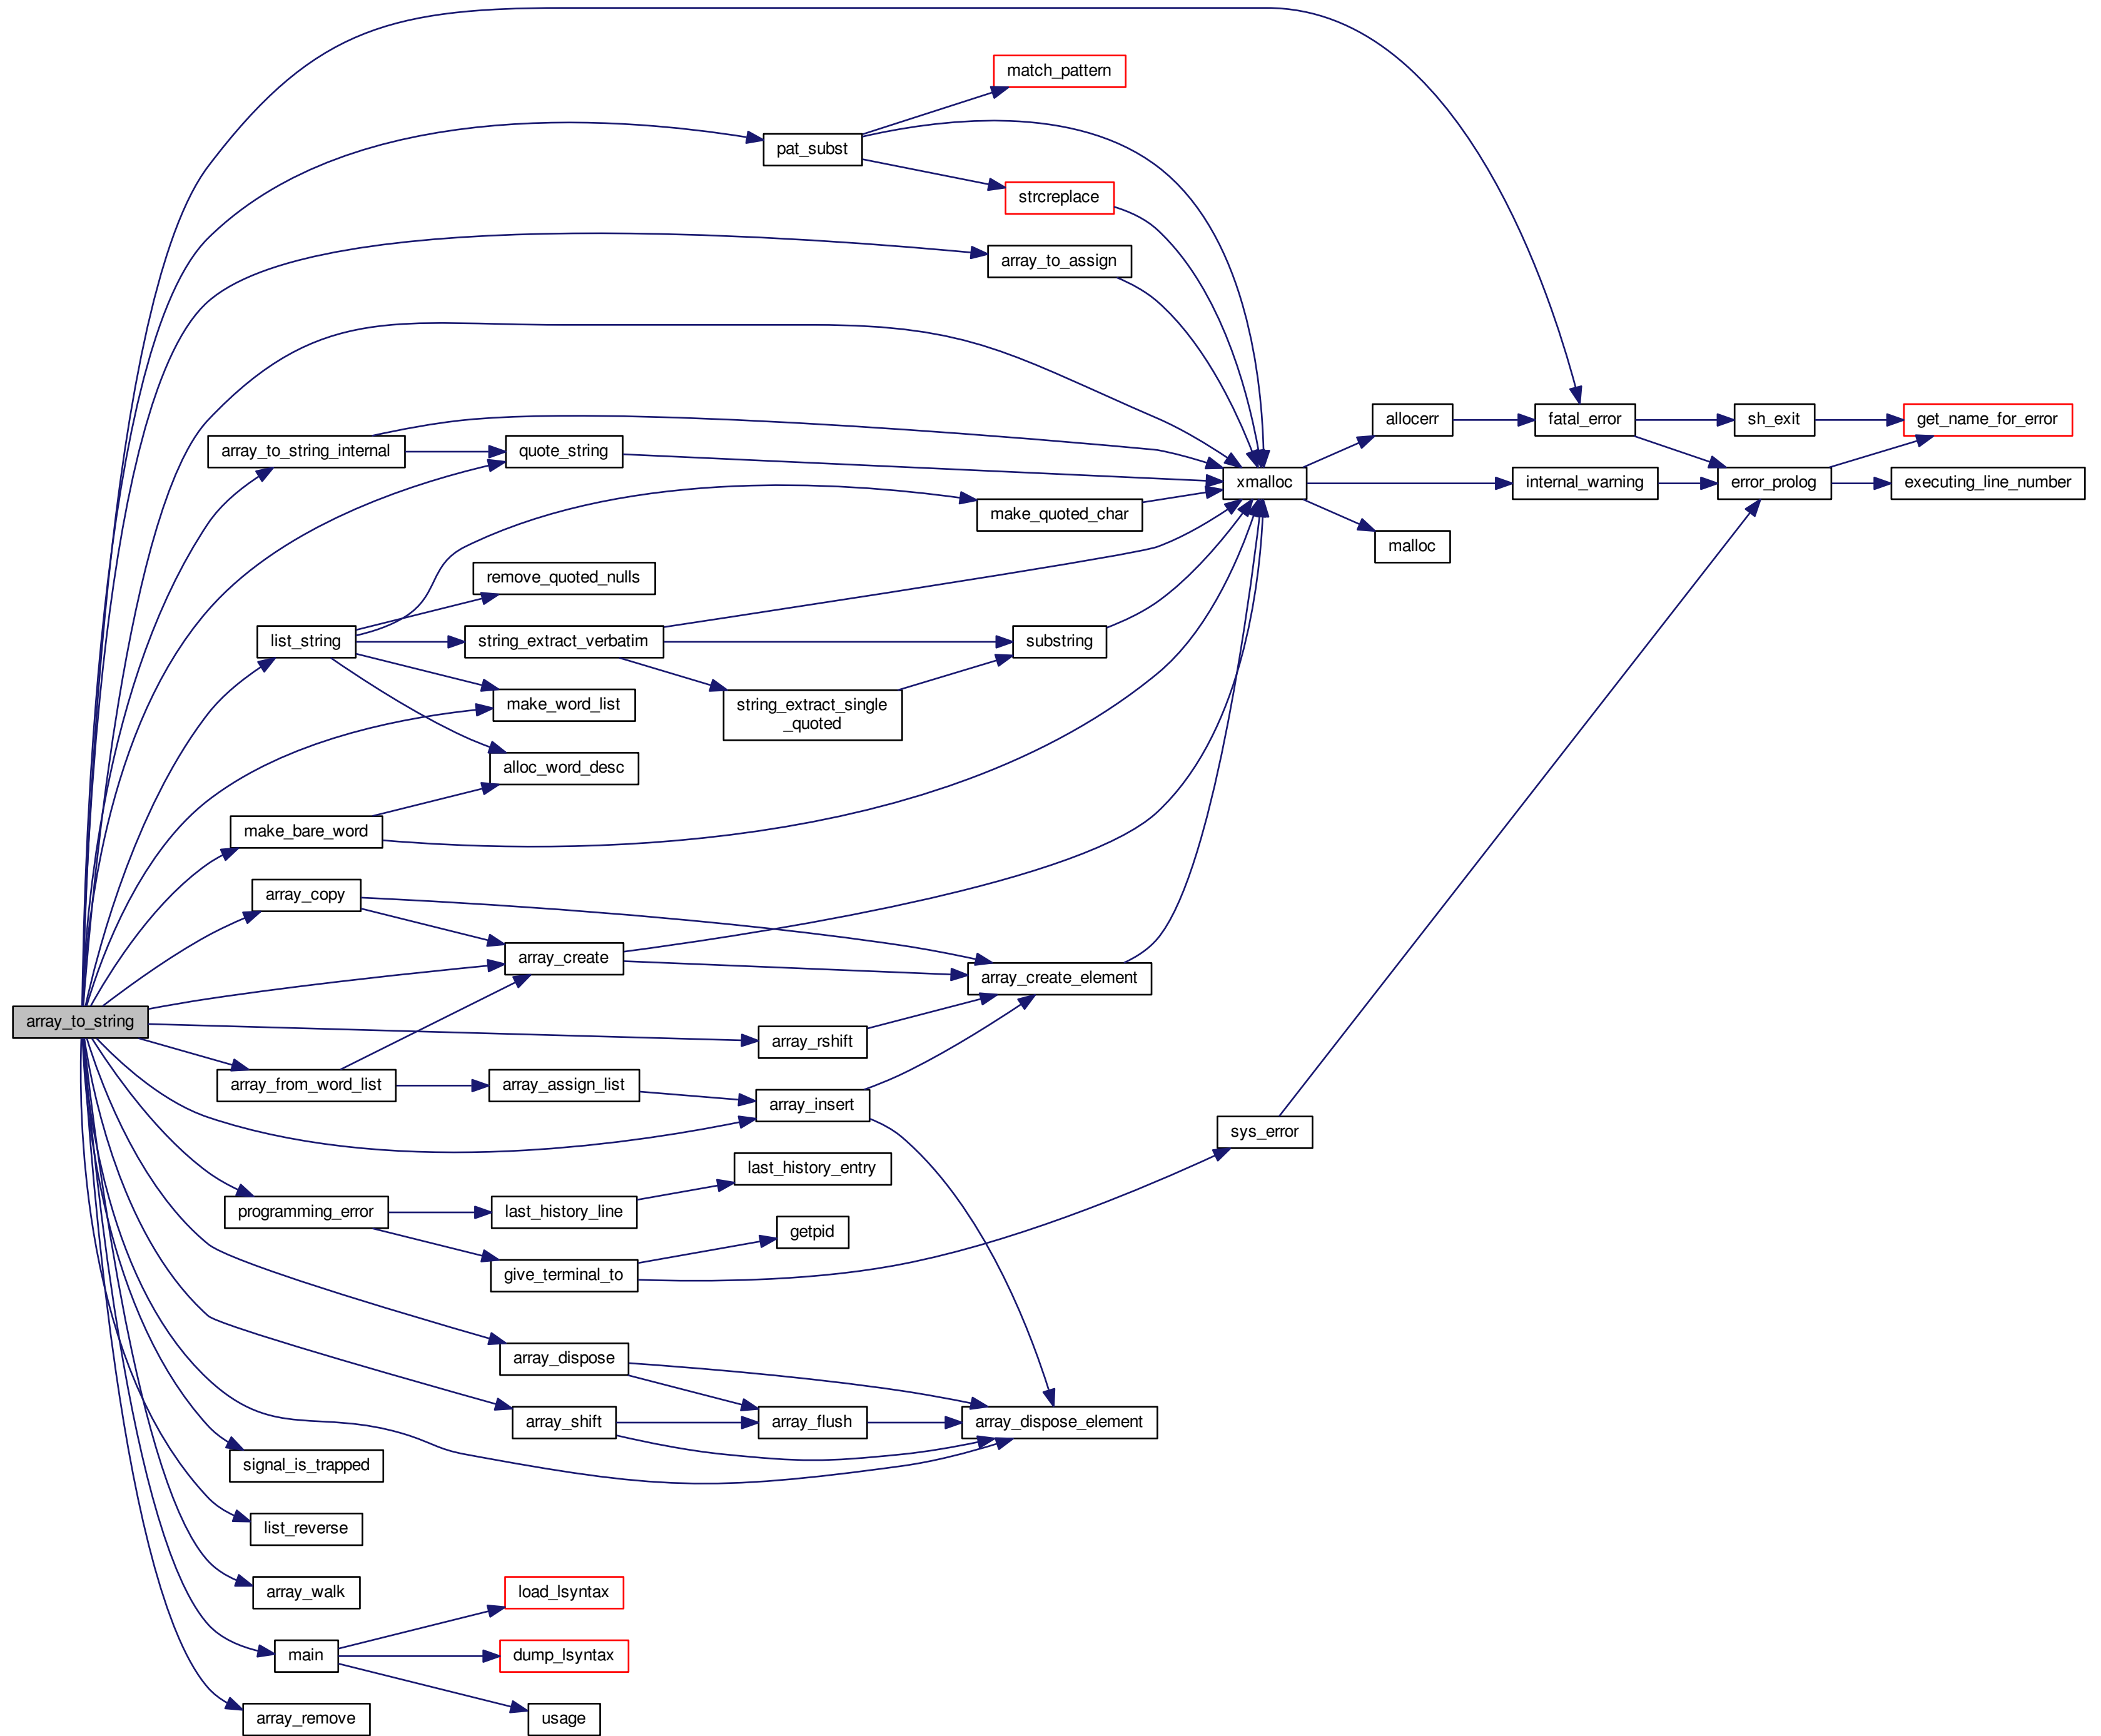 match_pattern
pat_subst
strcreplace
array_to_assign
allocerr
fatal_error
sh_exit
get_name_for_error
array_to_string_internal
quote_string
xmalloc
internal_warning
error_prolog
executing_line_number
make_quoted_char
malloc
remove_quoted_nulls
list_string
string_extract_verbatim
substring
make_word_list
string_extract_single
_quoted
alloc_word_desc
make_bare_word
array_copy
array_create
array_create_element
array_to_string
array_rshift
array_from_word_list
array_assign_list
array_insert
sys_error
last_history_entry
programming_error
last_history_line
getpid
give_terminal_to
array_dispose
array_shift
array_flush
array_dispose_element
signal_is_trapped
list_reverse
array_walk
load_lsyntax
main
dump_lsyntax
array_remove
usage